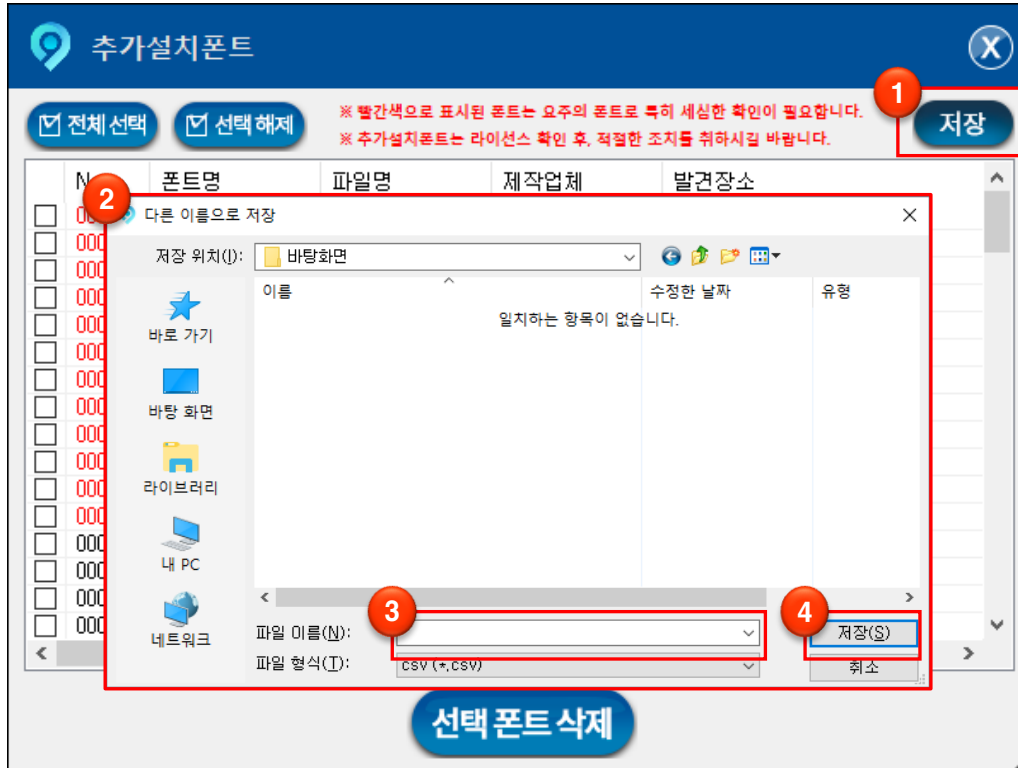 추가설치폰트
X
1
전체 선택
선택 해제
※ 빨간색으로 표시된 폰트는 요주의 폰트로 특히 세심한 확인이 필요합니다.
※ 추가설치폰트는 라이선스 확인 후, 적절한 조치를 취하시길 바랍니다.
저장
폰트명 파일명 제작업체 발견장소
2
다른 이름으로 저장
저장 위치(I): 바탕화면
이름 수정한 날짜 유형
일치하는 항목이 없습니다.
바로 가기
바탕 화면
라이브러리
내 PC
네트워크
3
4
파일 이름(N):
저장(S)
파일 형식(T): csv (*.csv)
취소
선택 폰트 삭제